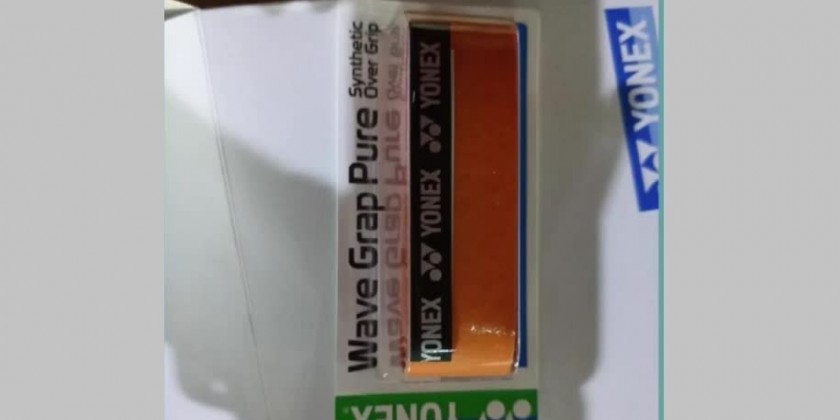 Wave Grap Pure
Synthetic
Over Grip
YONEX YONEX YONEX
YONEX
YONEX®